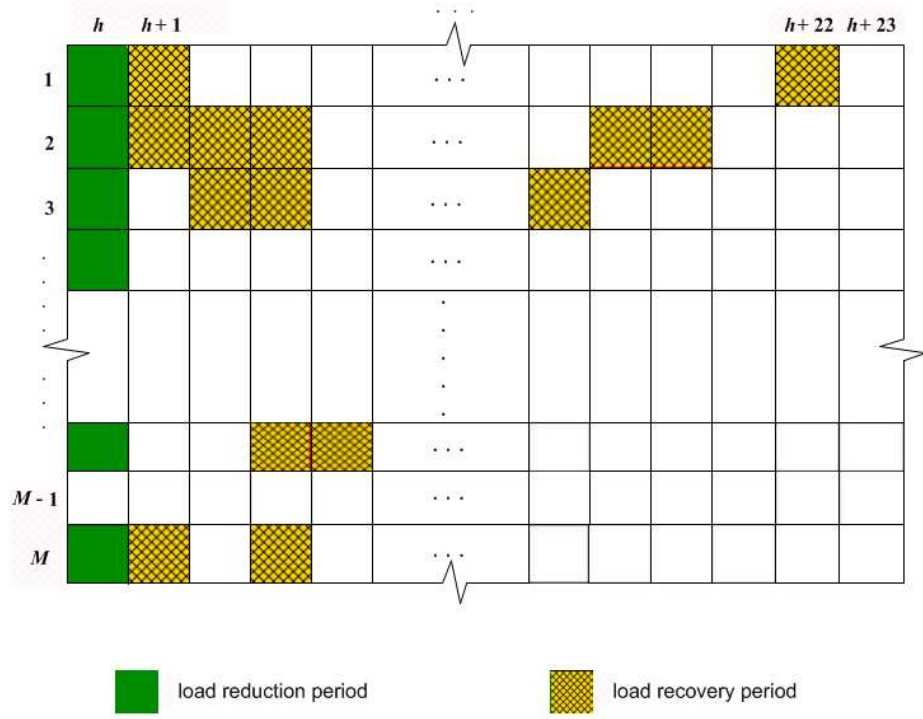 . . . .
h h + 1 h + 22 h + 23
1 . . .
2 . . .
3 . . .
. . .
M - 1 . . .
M . . .
load reduction period load recovery period